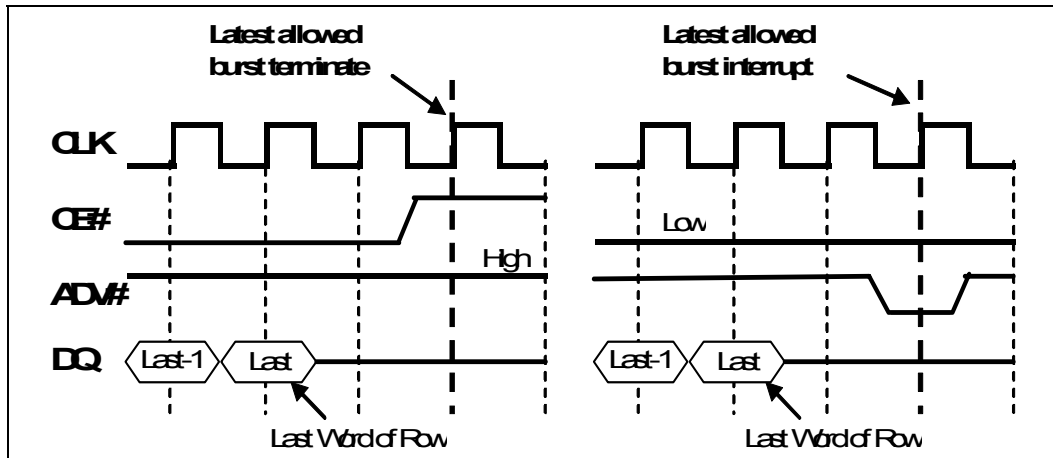 Latest allowed
burst terminate
Latest allowed
burst interrupt
CLK
CE#
Low
High
ADV#
DQ
Last-1
Last
Last-1
Last
Last Word of Row
Last Word of Row